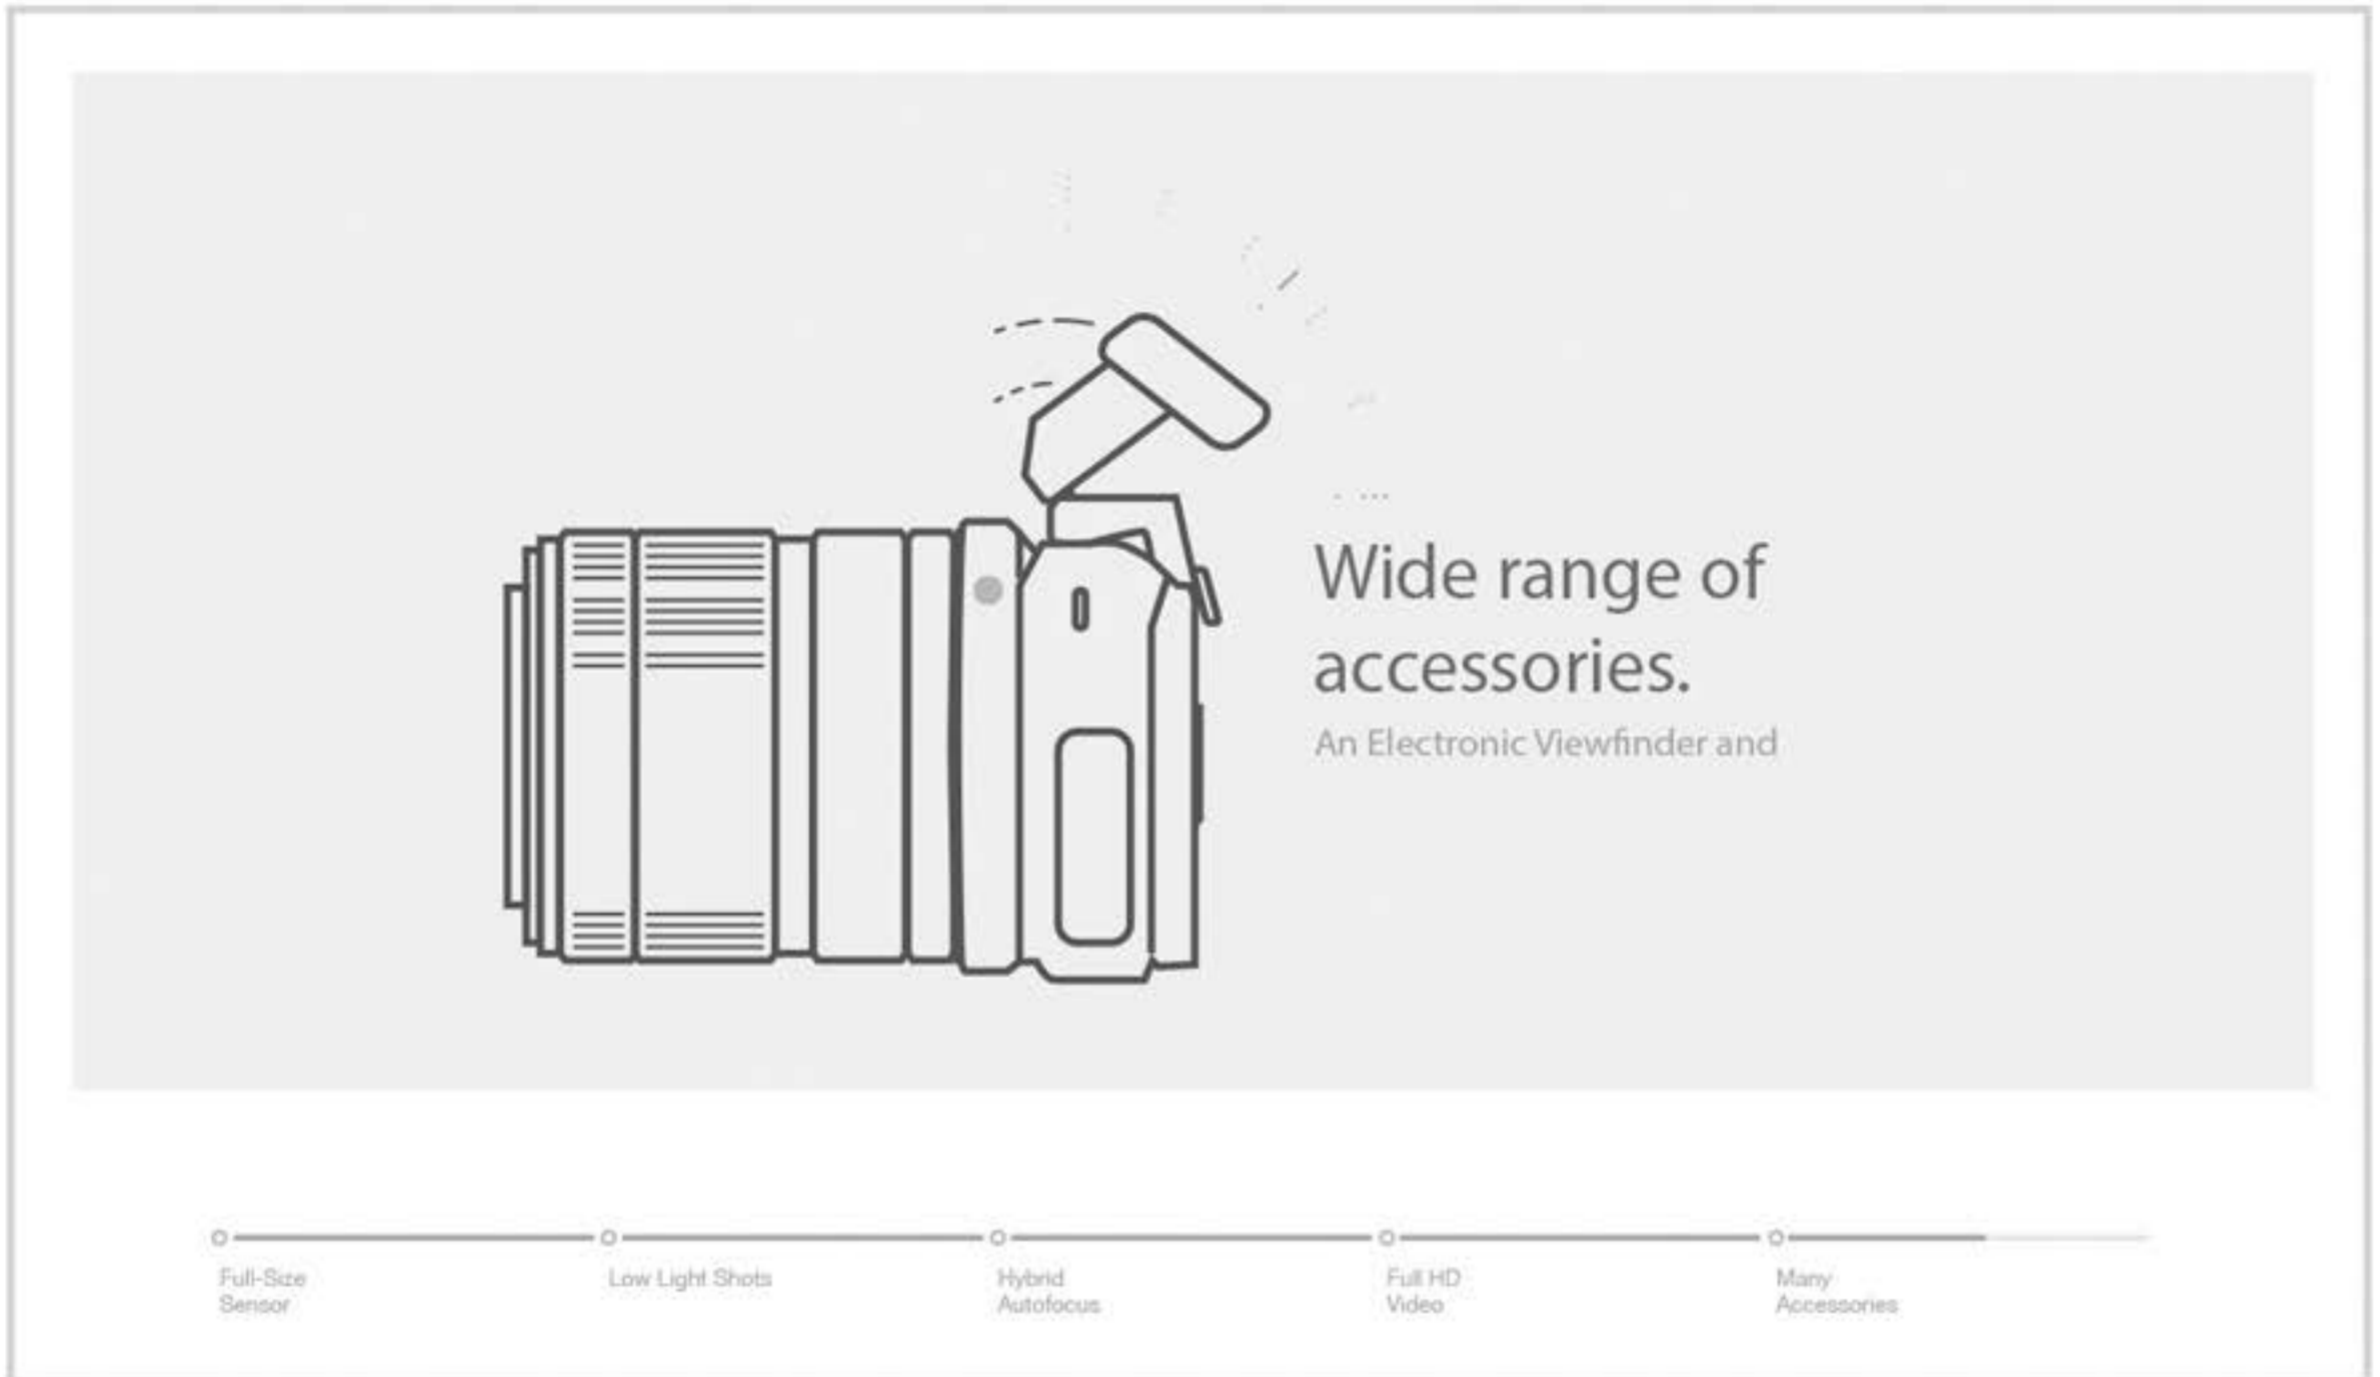 Wide range of
accessories.
An Electronic Viewfinder and
Full-Size
Sensor
Low Light Shots
Hybrid
Autofocus
Full HD
Video
Many
Accessories